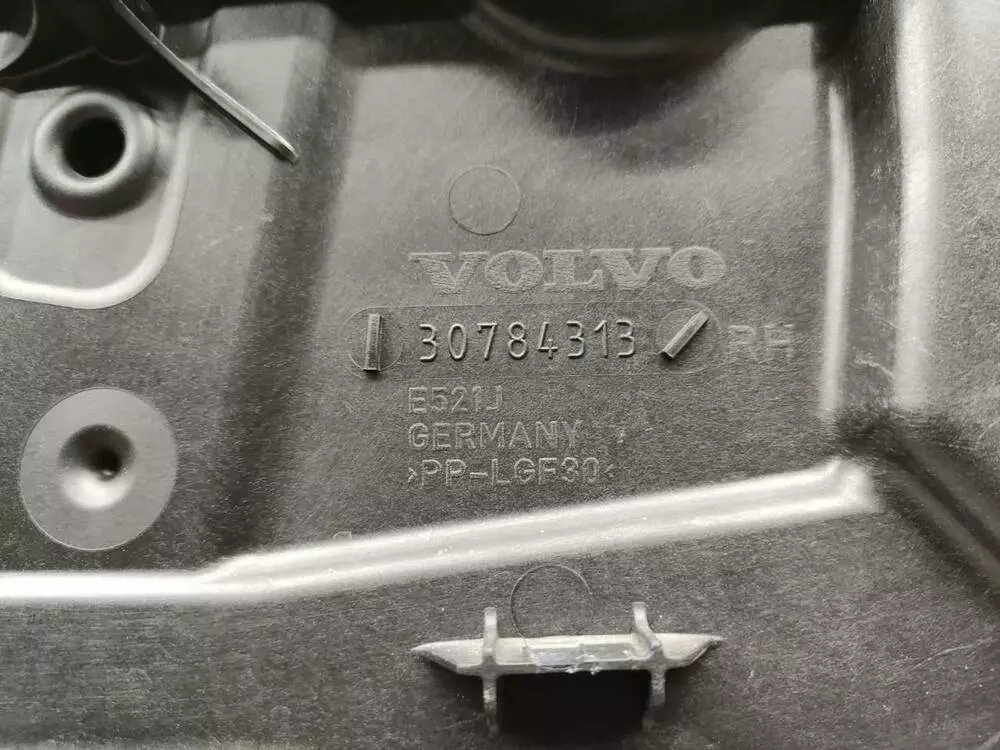 VOLVO
30784313 RH
E521J
GERMANY
>PP-LGF30<